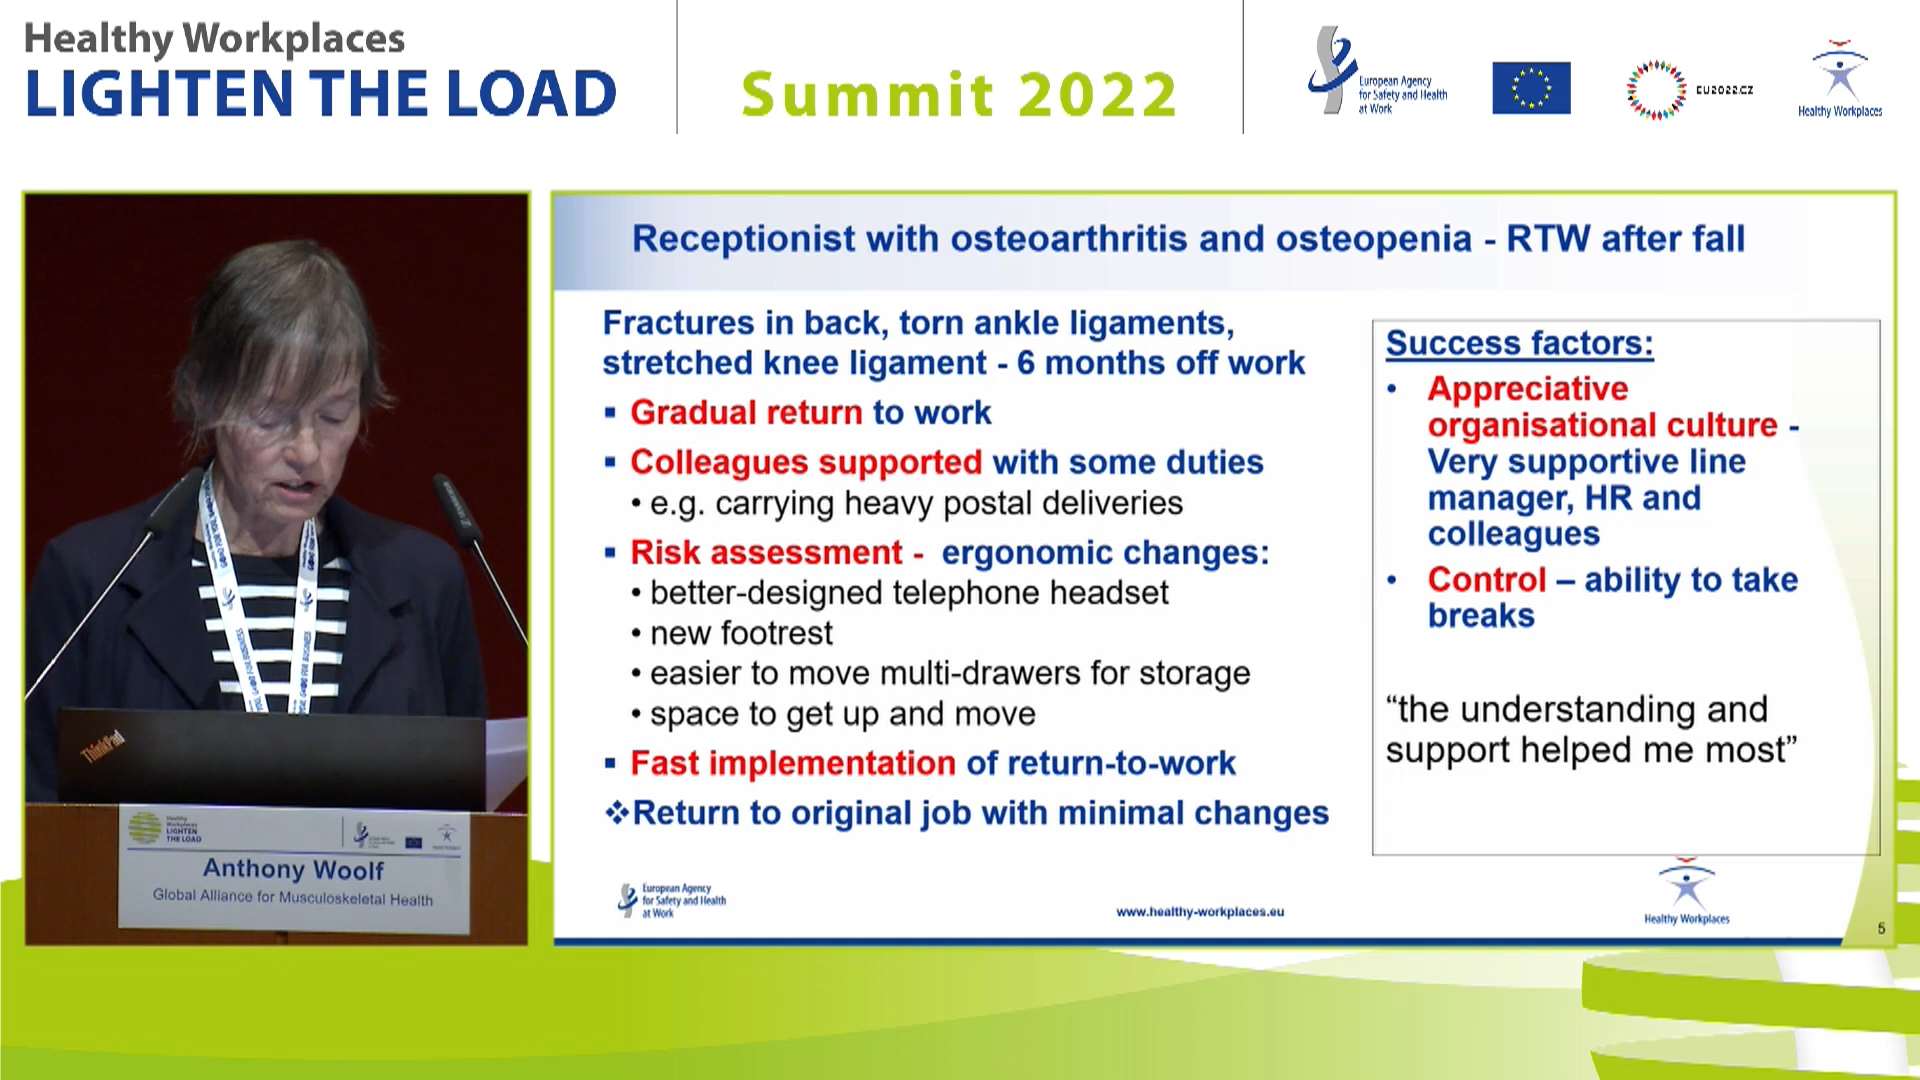 Healthy Workplaces
LIGHTEN THE LOAD
Summit 2022
European Agency
for Safety and Health
at Work
EU2022.CZ
Healthy Workplaces
Receptionist with osteoarthritis and osteopenia - RTW after fall
Fractures in back, torn ankle ligaments,
stretched knee ligament - 6 months off work
▪ Gradual return to work
▪ Colleagues supported with some duties
• e.g. carrying heavy postal deliveries
▪ Risk assessment - ergonomic changes:
• better-designed telephone headset
• new footrest
• easier to move multi-drawers for storage
• space to get up and move
▪ Fast implementation of return-to-work
❖Return to original job with minimal changes
Success factors:
• Appreciative
organisational culture -
Very supportive line
manager, HR and
colleagues
• Control – ability to take
breaks
“the understanding and
support helped me most”
European Agency
for Safety and Health
at Work
www.healthy-workplaces.eu
Healthy Workplaces
5
ThinkPad
Healthy
Workplaces
LIGHTEN
THE LOAD
Anthony Woolf
Global Alliance for Musculoskeletal Health